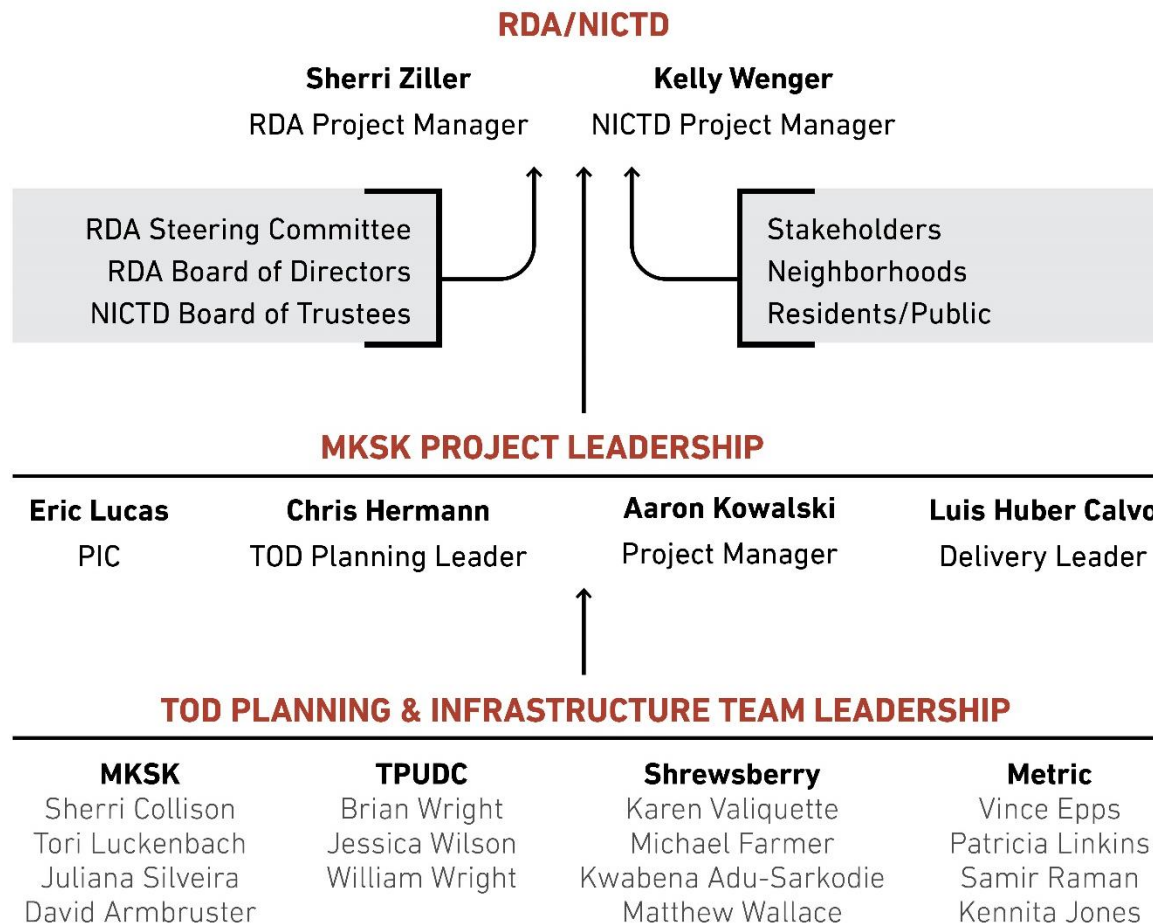 RDA/NICTD
Sherri Ziller
RDA Project Manager
Kelly Wenger
NICTD Project Manager
RDA Steering Committee
RDA Board of Directors
NICTD Board of Trustees
Stakeholders
Neighborhoods
Residents/Public
MKSK PROJECT LEADERSHIP
Eric Lucas
PIC
Chris Hermann
TOD Planning Leader
Aaron Kowalski
Project Manager
Luis Huber Calvo
Delivery Leader
TOD PLANNING & INFRASTRUCTURE TEAM LEADERSHIP
MKSK
Sherri Collison
Tori Luckenbach
Juliana Silveira
David Armbruster
TPUDC
Brian Wright
Jessica Wilson
William Wright
Shrewsberry
Karen Valiquette
Michael Farmer
Kwabena Adu-Sarkodie
Matthew Wallace
Metric
Vince Epps
Patricia Linkins
Samir Raman
Kennita Jones